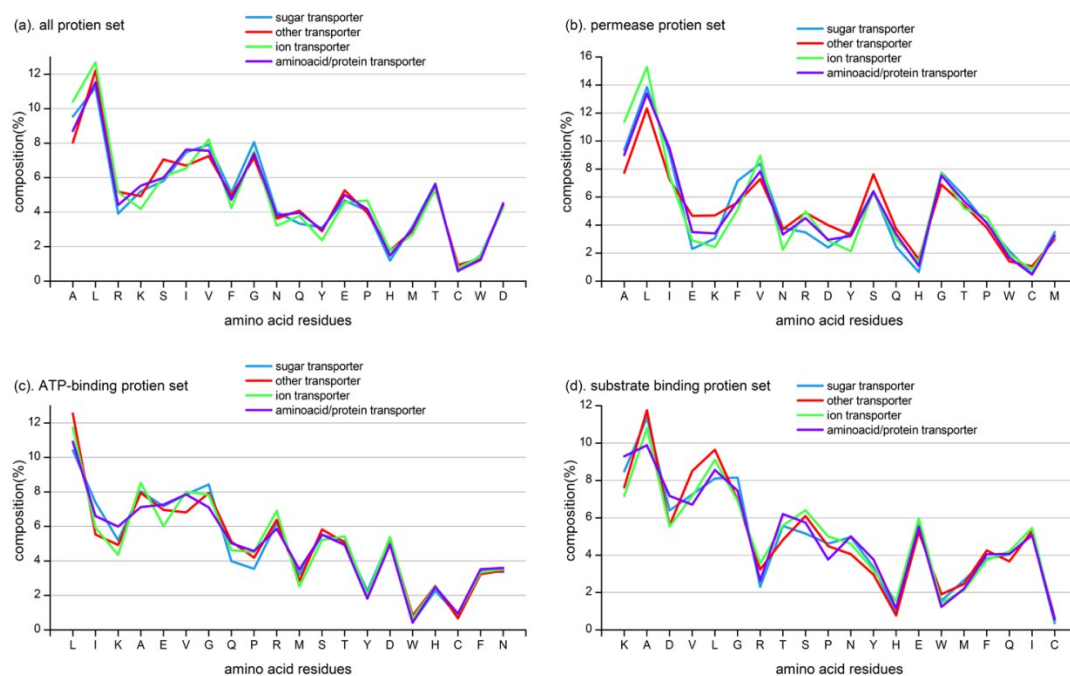 (a). all protien set
sugar transporter
other transporter
ion transporter
aminoacid/protein transporter
composition(%)
12
10
8
6
4
2
0
A L R K S I V F G N Q Y E P H M T C W D
amino acid residues
(b). permease protien set
sugar transporter
other transporter
ion transporter
aminoacid/protein transporter
composition(%)
16
14
12
10
8
6
4
2
0
A L I E K F V N R D Y S Q H G T P W C M
amino acid residues
(c). ATP-binding protien set
sugar transporter
other transporter
ion transporter
aminoacid/protein transporter
composition(%)
12
10
8
6
4
2
0
L I K A E V G Q P R M S T Y D W H C F N
amino acid residues
(d). substrate binding protien set
sugar transporter
other transporter
ion transporter
aminoacid/protein transporter
composition(%)
12
10
8
6
4
2
0
K A D V L G R T S P N Y H E W M F Q I C
amino acid residues